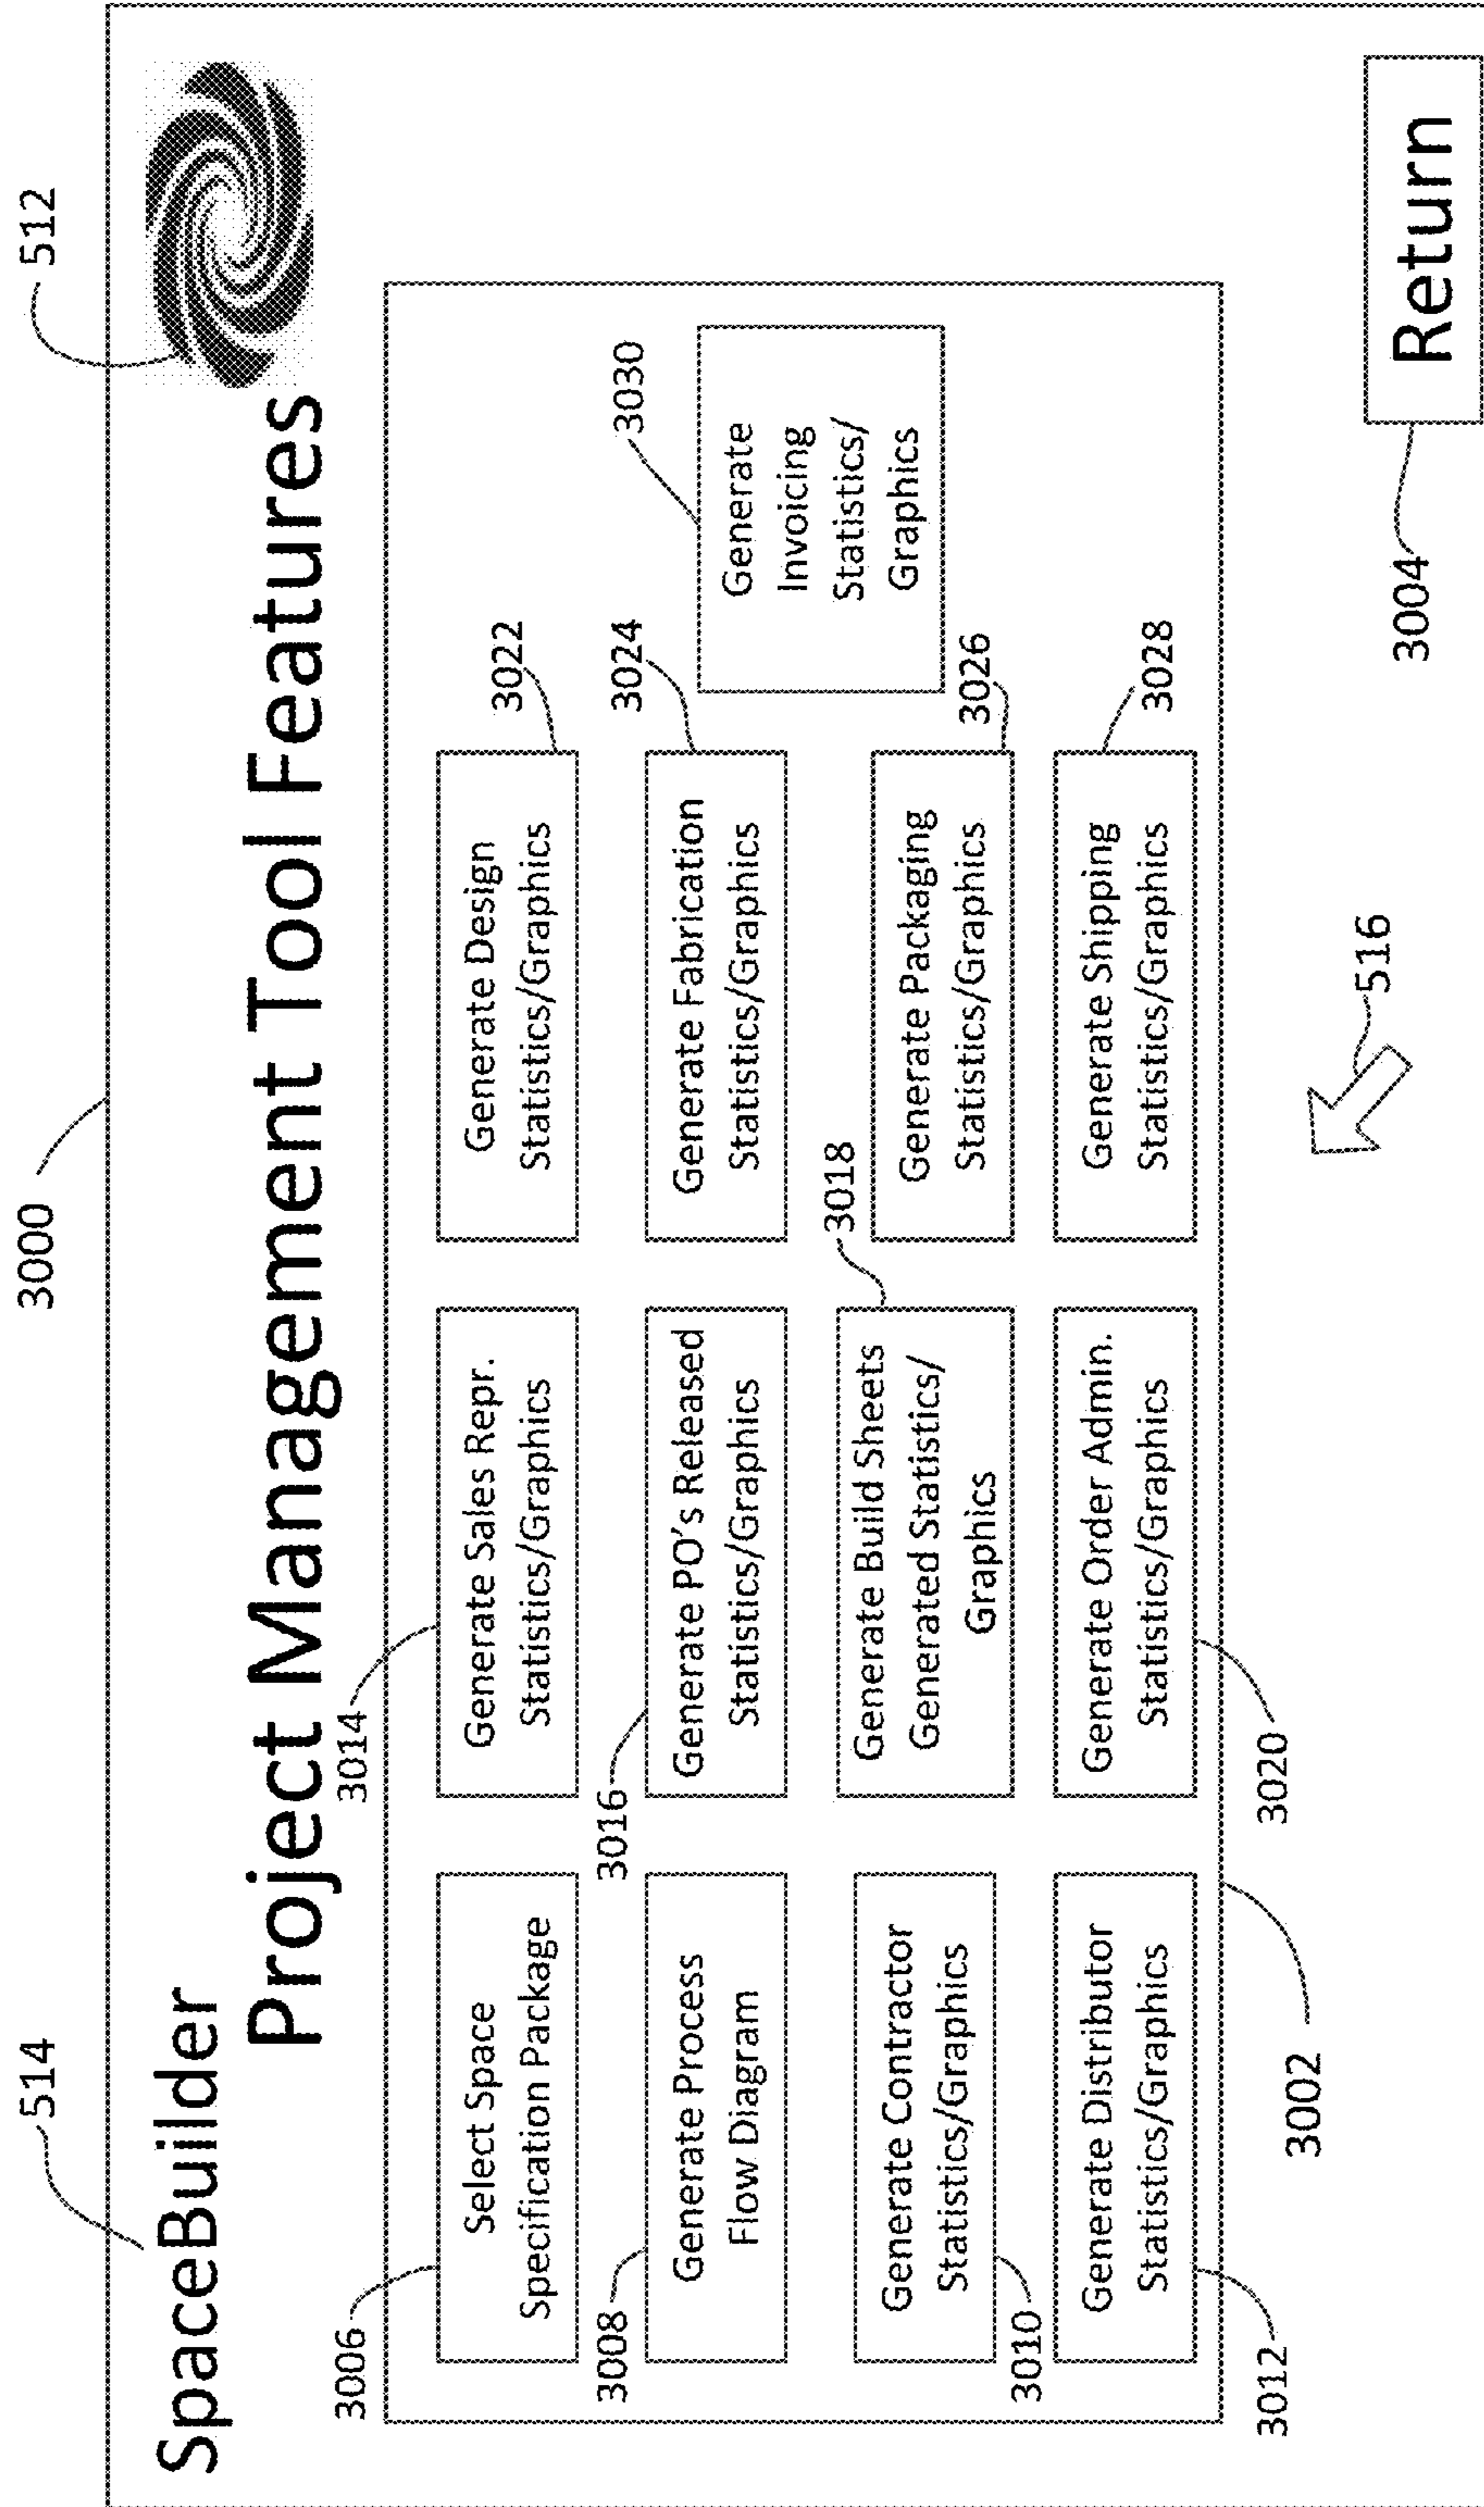 3000
514
512
SpaceBuilder
Project Management Tool Features
3006
Select Space
Specification Package
3008
Generate Process
Flow Diagram
3010
Generate Contractor
Statistics/Graphics
3012
Generate Distributor
Statistics/Graphics
3014
Generate Sales Repr.
Statistics/Graphics
3016
Generate PO's Released
Statistics/Graphics
3018
Generate Build Sheets
Generated Statistics/
Graphics
3020
Generate Order Admin.
Statistics/Graphics
3022
Generate Design
Statistics/Graphics
3024
Generate Fabrication
Statistics/Graphics
3026
Generate Packaging
Statistics/Graphics
3028
Generate Shipping
Statistics/Graphics
3030
Generate
Invoicing
Statistics/
Graphics
3002
516
3004
Return